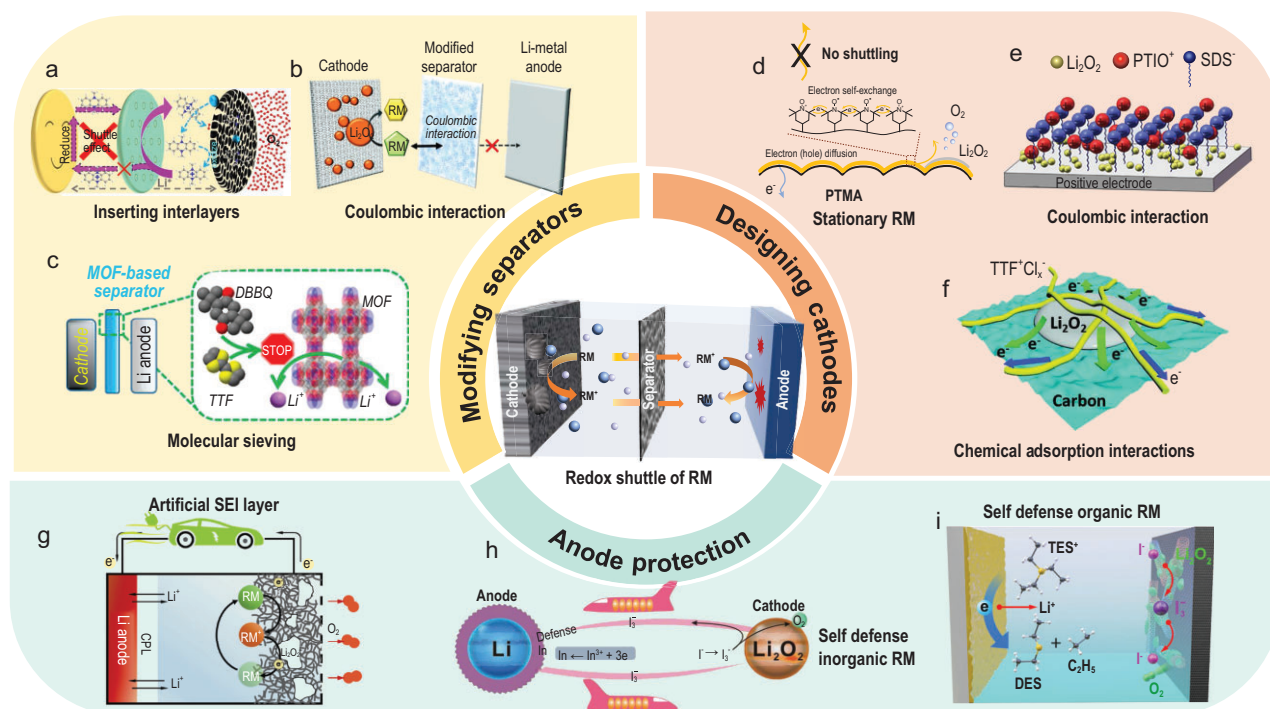 a
Reduce
Shuttle
effect
Li⁺
O₂
Inserting interlayers
b
Cathode
Modified
separator
Li-metal
anode
Li₂O₂
RM
RM
Coulombic
interaction
Coulombic interaction
c
MOF-based
separator
Cathode
Li anode
DBBQ
MOF
STOP
TTF
Li⁺
Li⁺
Molecular sieving
d
No shuttling
Electron self-exchange
O₂
Li₂O₂
Electron (hole) diffusion
e⁻
PTMA
Stationary RM
e
Li₂O₂
PTIO⁺
SDS⁻
Positive electrode
Coulombic interaction
f
TTF⁺Clₓ⁻
e⁻
e⁻
e⁻
Li₂O₂
e⁻
e⁻
e⁻
Carbon
Chemical adsorption interactions
Modifying separators
Designing cathodes
Anode protection
Cathode
RM
RM⁺
Separator
RM⁺
RM
Anode
Redox shuttle of RM
g
Artificial SEI layer
e⁻
e⁻
Li anode
CPL
Li⁺
Li⁺
RM
RM⁺
RM
Li₂O₂
O₂
h
Anode
Li
Defense
In
In ← In³⁺ + 3e
I₃⁻
I₃⁻
I⁻ → I₃⁻
Cathode
O₂
Li₂O₂
Self defense
inorganic RM
i
Self defense organic RM
TES⁺
e
Li⁺
+
DES
C₂H₅
I⁻
Li₂O₂
I₃⁻
I⁻
O₂